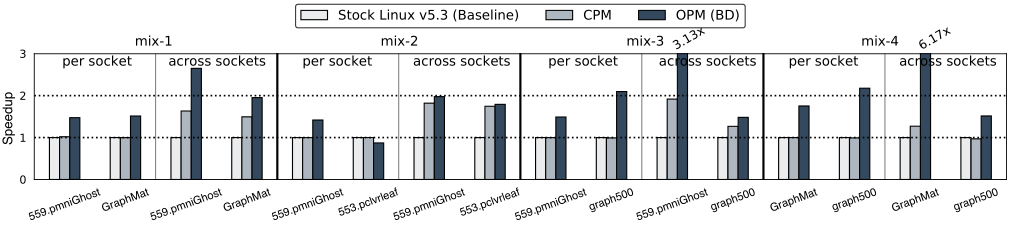 Stock Linux v5.3 (Baseline) CPM OPM (BD)
mix-1 mix-2 mix-3 mix-4
3.13x 6.17x
per socket across sockets per socket across sockets per socket across sockets per socket across sockets
Speedup
3
2
1
0
559.pmniGhost GraphMat 559.pmniGhost GraphMat 559.pmniGhost 553.pclvrleaf 559.pmniGhost 553.pclvrleaf 559.pmniGhost graph500 559.pmniGhost graph500 GraphMat graph500 GraphMat graph500